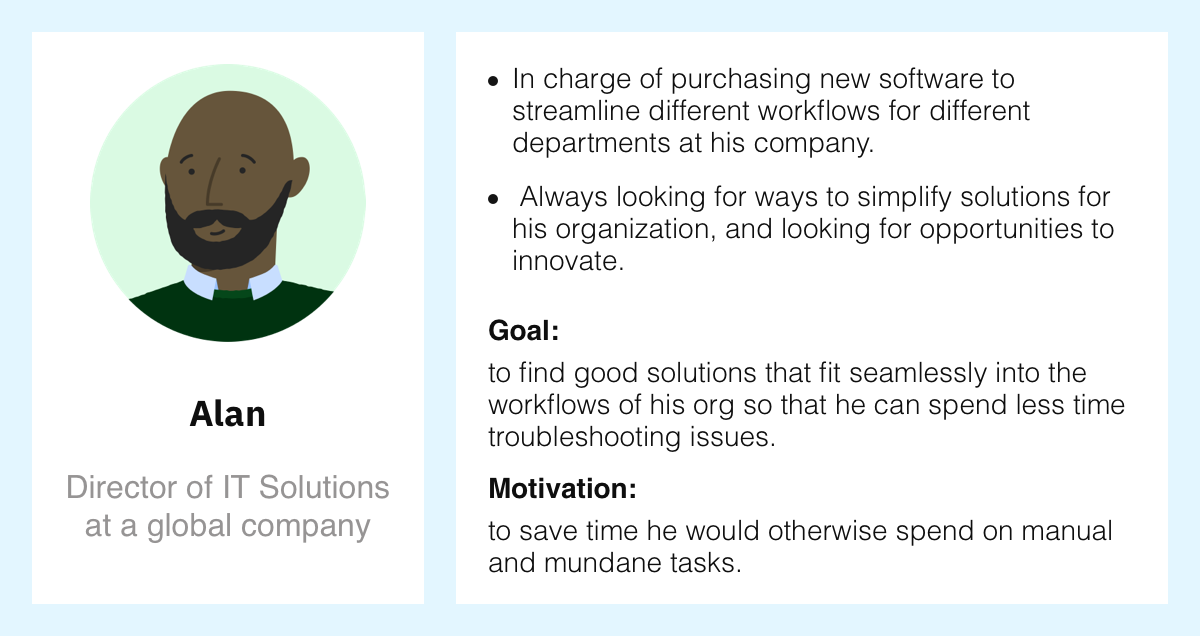 Alan
Director of IT Solutions
at a global company
• In charge of purchasing new software to
streamline different workflows for different
departments at his company.
• Always looking for ways to simplify solutions for
his organization, and looking for opportunities to
innovate.
Goal:
to find good solutions that fit seamlessly into the
workflows of his org so that he can spend less time
troubleshooting issues.
Motivation:
to save time he would otherwise spend on manual
and mundane tasks.